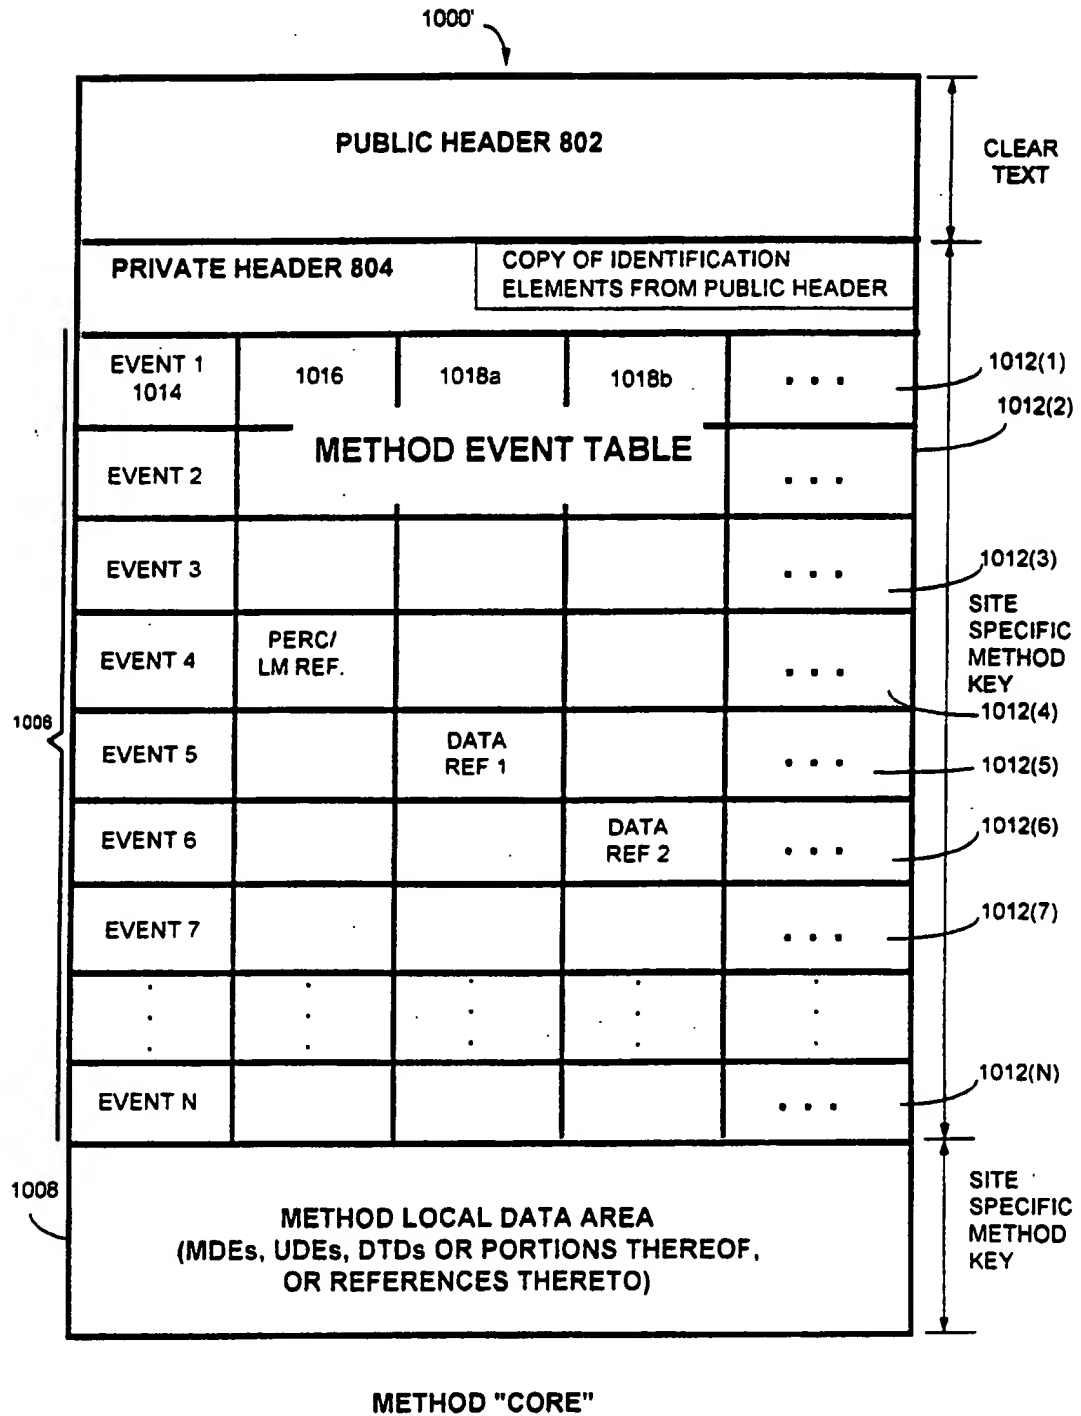 1000'
PUBLIC HEADER 802
CLEAR
TEXT
PRIVATE HEADER 804
COPY OF IDENTIFICATION
ELEMENTS FROM PUBLIC HEADER
EVENT 1
1014
1016
1018a
1018b
. . .
1012(1)
1012(2)
METHOD EVENT TABLE
EVENT 2
. . .
EVENT 3
. . .
1012(3)
SITE
SPECIFIC
METHOD
KEY
EVENT 4
PERC/
LM REF.
. . .
1012(4)
1006
EVENT 5
DATA
REF 1
. . .
1012(5)
EVENT 6
DATA
REF 2
. . .
1012(6)
EVENT 7
. . .
1012(7)
EVENT N
. . .
1012(N)
1008
METHOD LOCAL DATA AREA
(MDEs, UDEs, DTDs OR PORTIONS THEREOF,
OR REFERENCES THERETO)
SITE
SPECIFIC
METHOD
KEY
METHOD "CORE"